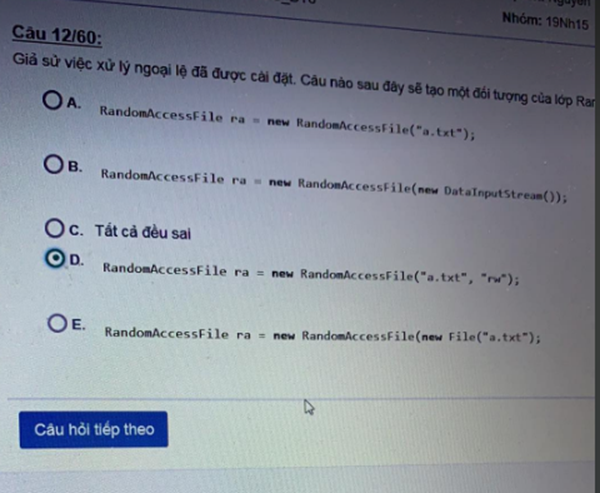 Nhóm: 19Nh15
Câu 12/60:
Giả sử việc xử lý ngoại lệ đã được cài đặt. Câu nào sau đây sẽ tạo một đối tượng của lớp
A.
RandomAccessFile ra = new RandomAccessFile("a.txt");
B.
RandomAccessFile ra = new RandomAccessFile(new DataInputStream());
C. Tất cả đều sai
D.
RandomAccessFile ra = new RandomAccessFile("a.txt", "rw");
E.
RandomAccessFile ra = new RandomAccessFile(new File("a.txt");
Câu hỏi tiếp theo